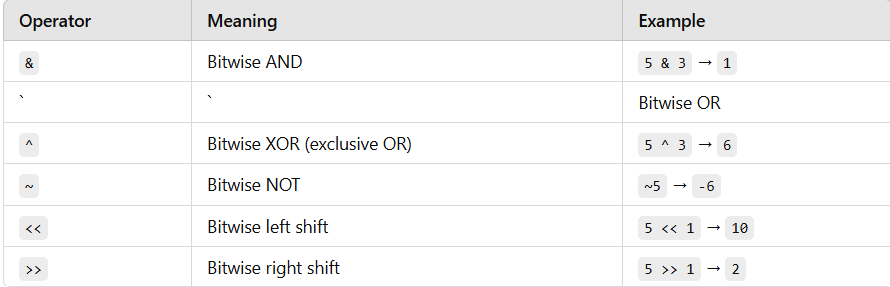 Operator Meaning Example
& Bitwise AND 5 & 3 → 1
` ` Bitwise OR
^ Bitwise XOR (exclusive OR) 5 ^ 3 → 6
~ Bitwise NOT ~5 → -6
<< Bitwise left shift 5 << 1 → 10
>> Bitwise right shift 5 >> 1 → 2